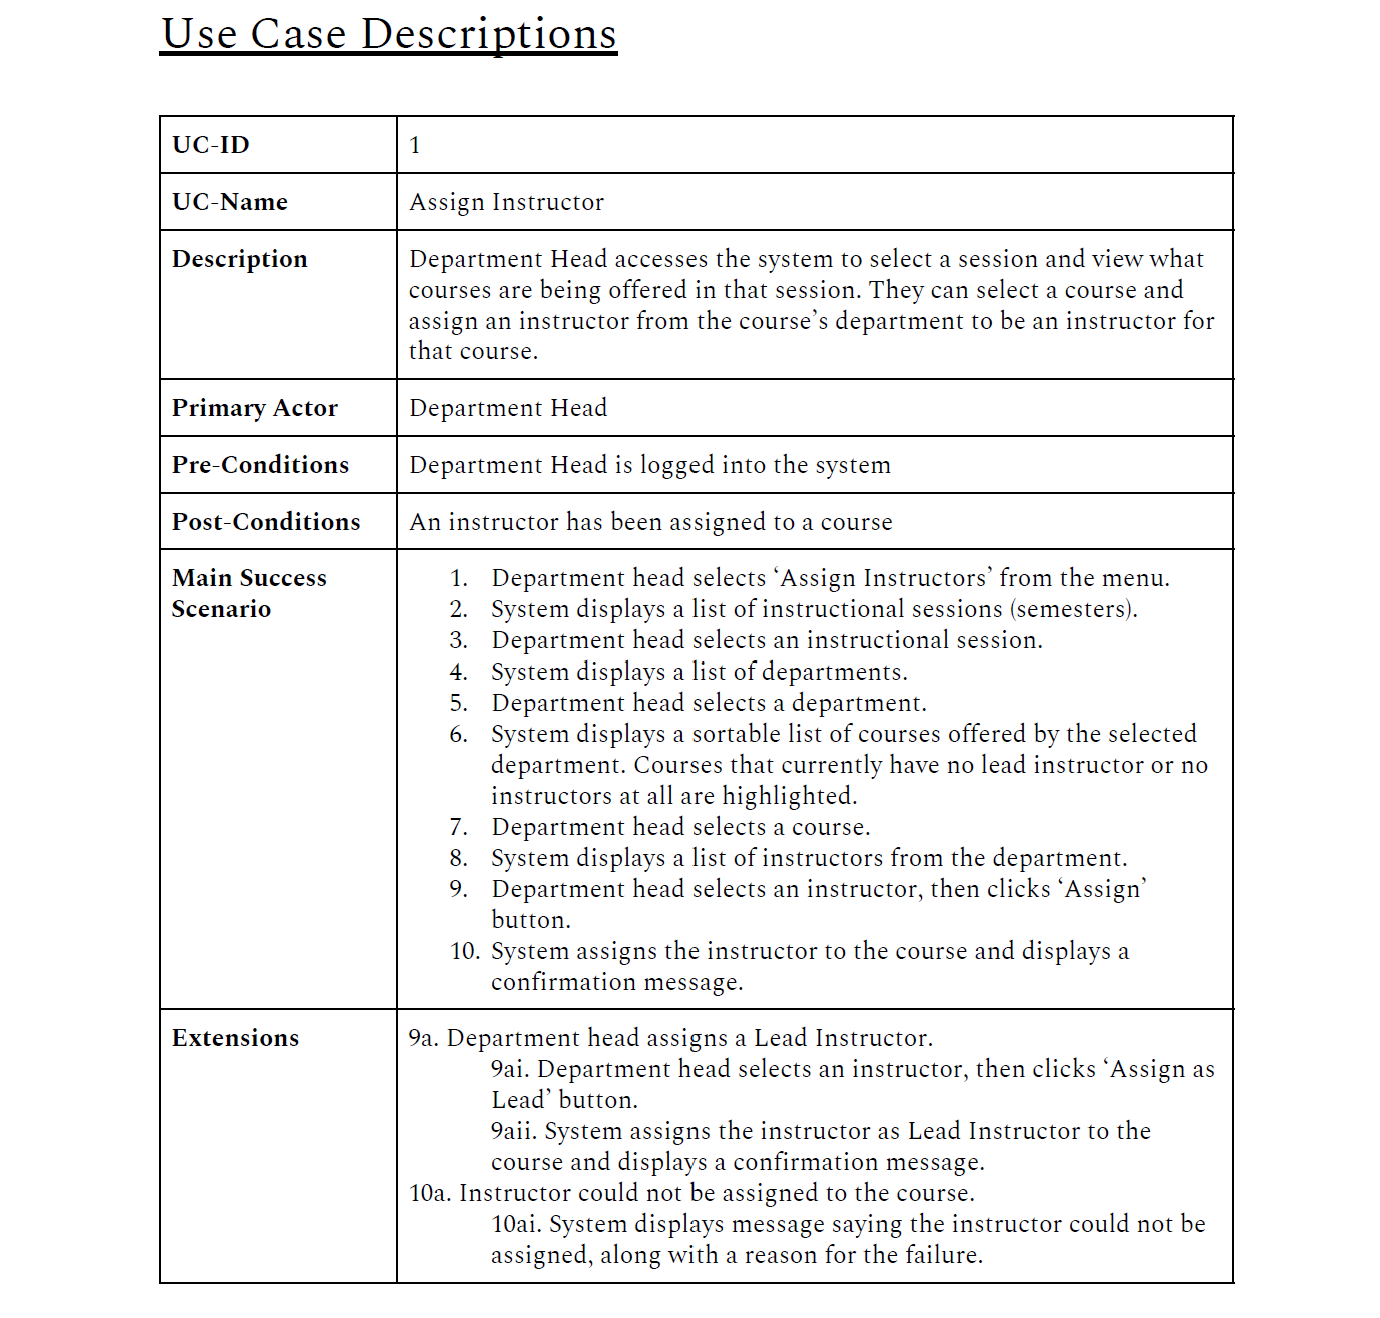 Use Case Descriptions
UC-ID
1
UC-Name
Assign Instructor
Description
Department Head accesses the system to select a session and view what
courses are being offered in that session. They can select a course and
assign an instructor from the course’s department to be an instructor for
that course.
Primary Actor
Department Head
Pre-Conditions
Department Head is logged into the system
Post-Conditions
An instructor has been assigned to a course
Main Success
Scenario
1. Department head selects ‘Assign Instructors’ from the menu.
2. System displays a list of instructional sessions (semesters).
3. Department head selects an instructional session.
4. System displays a list of departments.
5. Department head selects a department.
6. System displays a sortable list of courses offered by the selected
department. Courses that currently have no lead instructor or no
instructors at all are highlighted.
7. Department head selects a course.
8. System displays a list of instructors from the department.
9. Department head selects an instructor, then clicks ‘Assign’
button.
10. System assigns the instructor to the course and displays a
confirmation message.
Extensions
9a. Department head assigns a Lead Instructor.
9ai. Department head selects an instructor, then clicks ‘Assign as
Lead’ button.
9aii. System assigns the instructor as Lead Instructor to the
course and displays a confirmation message.
10a. Instructor could not be assigned to the course.
10ai. System displays message saying the instructor could not be
assigned, along with a reason for the failure.